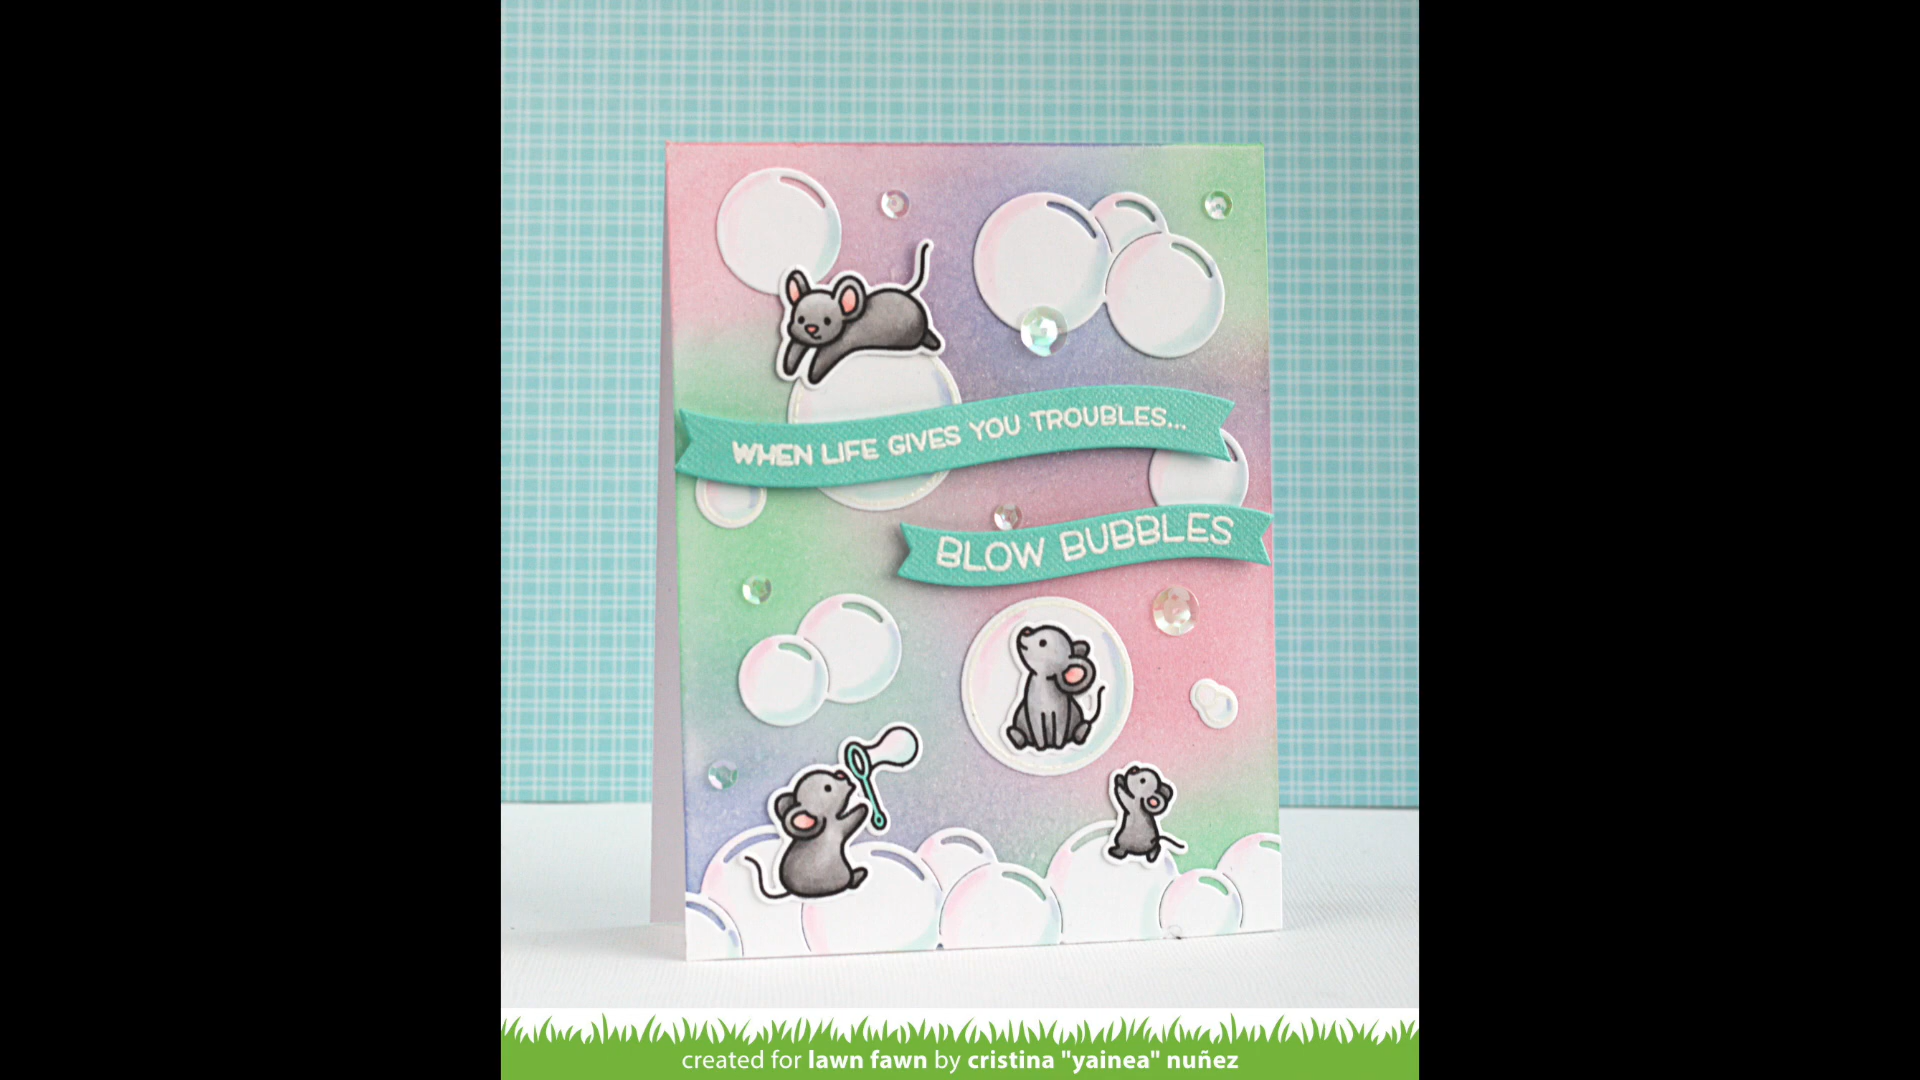 WHEN LIFE GIVES YOU TROUBLES...
BLOW BUBBLES
created for lawn fawn by cristina "yainea" nuñez